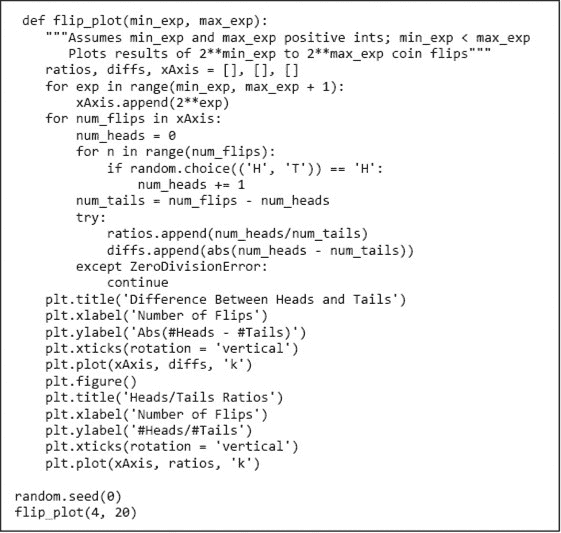 def flip_plot(min_exp, max_exp):
    """Assumes min_exp and max_exp positive ints; min_exp < max_exp
       Plots results of 2**min_exp to 2**max_exp coin flips"""
    ratios, diffs, xAxis = [], [], []
    for exp in range(min_exp, max_exp + 1):
        xAxis.append(2**exp)
    for num_flips in xAxis:
        num_heads = 0
        for n in range(num_flips):
            if random.choice(('H', 'T')) == 'H':
                num_heads += 1
        num_tails = num_flips - num_heads
        try:
            ratios.append(num_heads/num_tails)
            diffs.append(abs(num_heads - num_tails))
        except ZeroDivisionError:
            continue
    plt.title('Difference Between Heads and Tails')
    plt.xlabel('Number of Flips')
    plt.ylabel('Abs(#Heads - #Tails)')
    plt.xticks(rotation = 'vertical')
    plt.plot(xAxis, diffs, 'k')
    plt.figure()
    plt.title('Heads/Tails Ratios')
    plt.xlabel('Number of Flips')
    plt.ylabel('#Heads/#Tails')
    plt.xticks(rotation = 'vertical')
    plt.plot(xAxis, ratios, 'k')

random.seed(0)
flip_plot(4, 20)